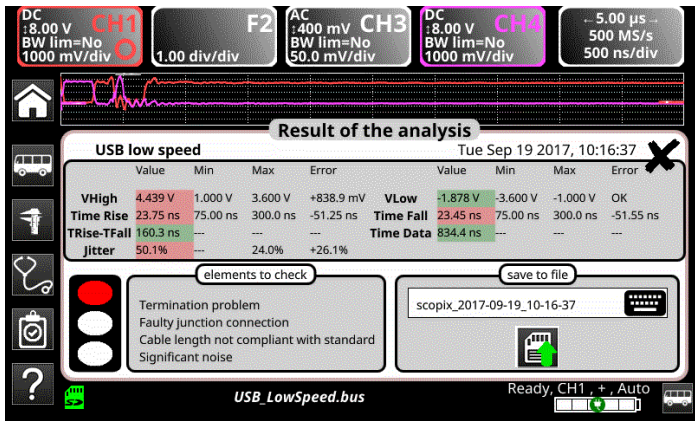 DC
↕8.00 V CH1
BW lim=No
1000 mV/div
F2
1.00 div/div
AC
↕400 mV CH3
BW lim=No
50.0 mV/div
DC
↕8.00 V CH4
BW lim=No
1000 mV/div
←5.00 µs→
500 MS/s
500 ns/div
Result of the analysis
USB low speed Tue Sep 19 2017, 10:16:37
Value Min Max Error Value Min Max Error
VHigh 4.439 V 1.000 V 3.600 V +838.9 mV VLow -1.878 V -3.600 V -1.000 V OK
Time Rise 23.75 ns 75.00 ns 300.0 ns -51.25 ns Time Fall 23.45 ns 75.00 ns 300.0 ns -51.55 ns
TRise-TFall 160.3 ns --- --- --- Time Data 834.4 ns --- --- ---
Jitter 50.1% --- 24.0% +26.1%
elements to check
Termination problem
Faulty junction connection
Cable length not compliant with standard
Significant noise
save to file
scopix_2017-09-19_10-16-37
USB_LowSpeed.bus
Ready, CH1 , + , Auto